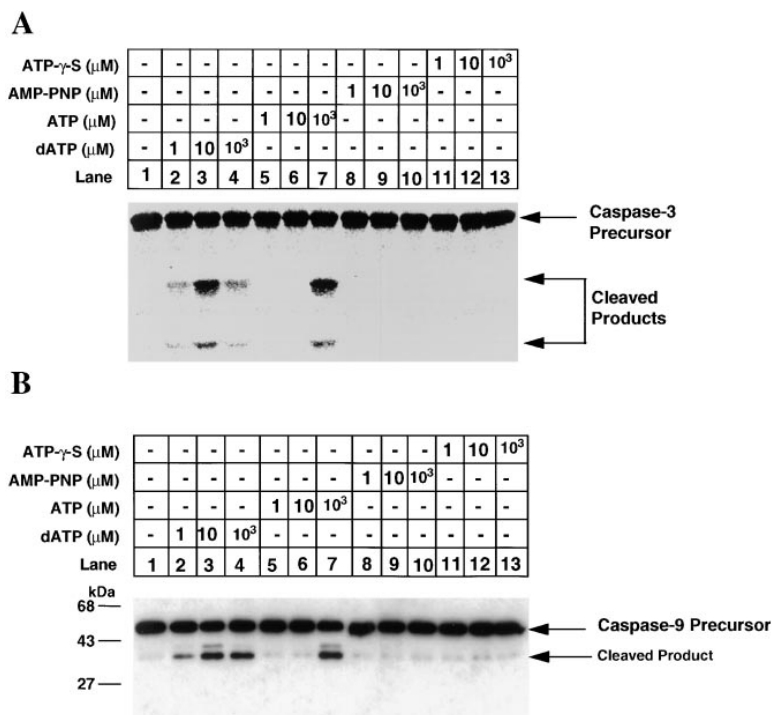 A
ATP-γ-S (μM) - - - - - - - - - - 1 10 10³
AMP-PNP (μM) - - - - - - - 1 10 10³ - - -
ATP (μM) - - - - 1 10 10³ - - - - - -
dATP (μM) - 1 10 10³ - - - - - - - - -
Lane 1 2 3 4 5 6 7 8 9 10 11 12 13
Caspase-3
Precursor
Cleaved
Products
B
ATP-γ-S (μM) - - - - - - - - - - 1 10 10³
AMP-PNP (μM) - - - - - - - 1 10 10³ - - -
ATP (μM) - - - - 1 10 10³ - - - - - -
dATP (μM) - 1 10 10³ - - - - - - - - -
Lane 1 2 3 4 5 6 7 8 9 10 11 12 13
kDa
68
Caspase-9 Precursor
43
Cleaved Product
27